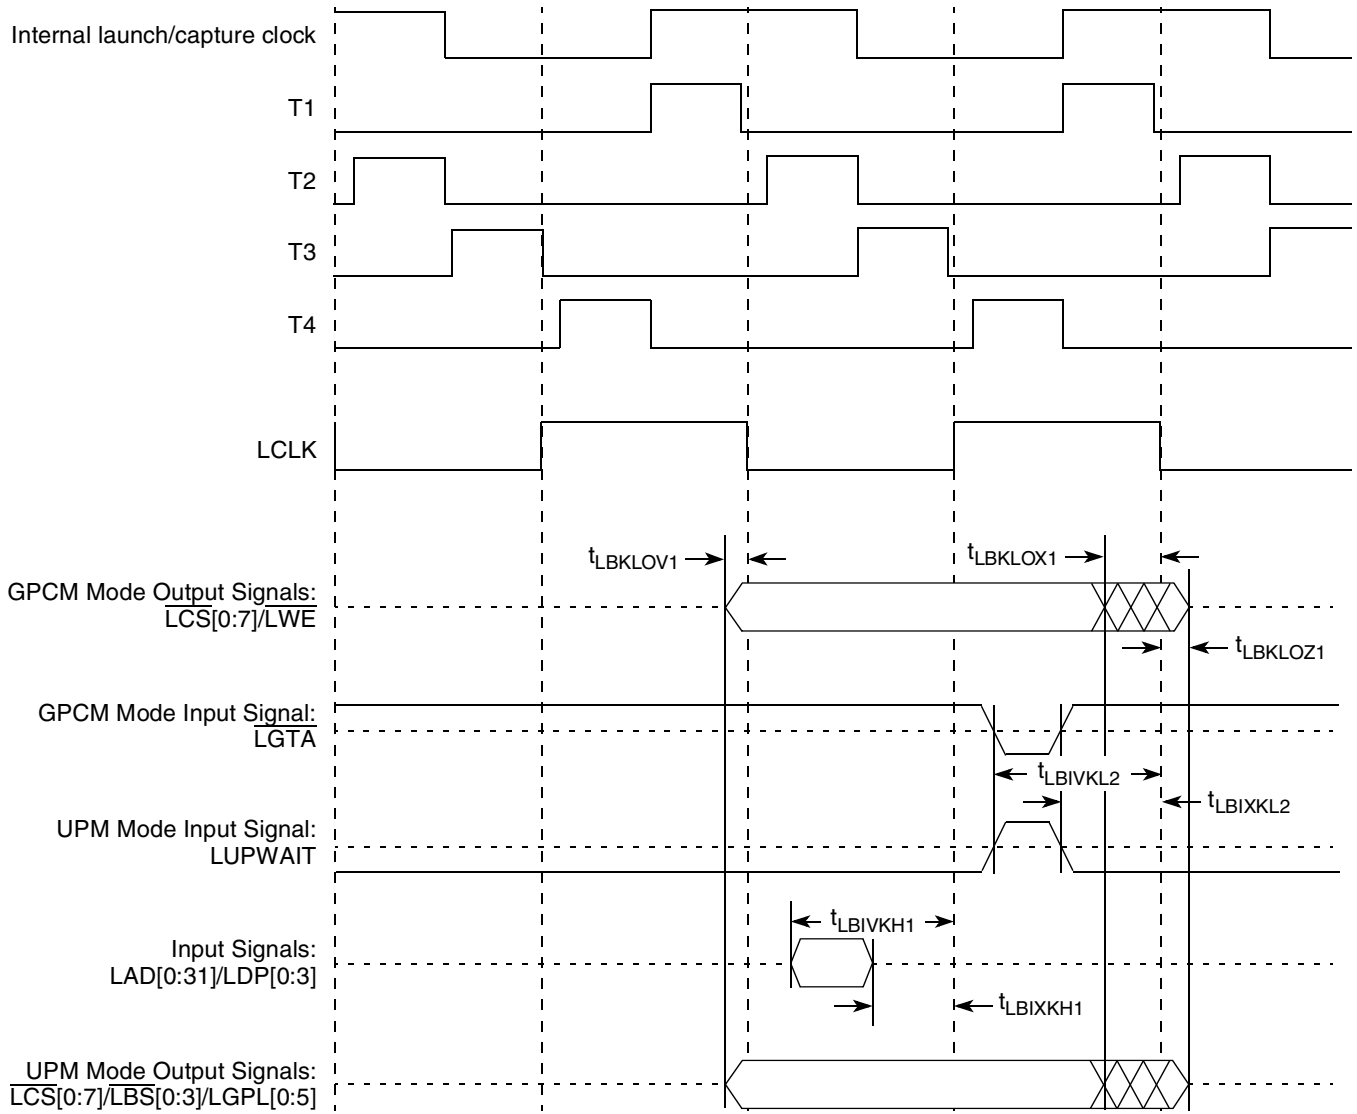 Internal launch/capture clock
T1
T2
T3
T4
LCLK
tLBKLOV1
tLBKLOX1
GPCM Mode Output Signals:
LCS[0:7]/LWE
tLBKLOZ1
GPCM Mode Input Signal:
LGTA
tLBIVKL2
tLBIXKL2
UPM Mode Input Signal:
LUPWAIT
tLBIVKH1
Input Signals:
LAD[0:31]/LDP[0:3]
tLBIXKH1
UPM Mode Output Signals:
LCS[0:7]/LBS[0:3]/LGPL[0:5]